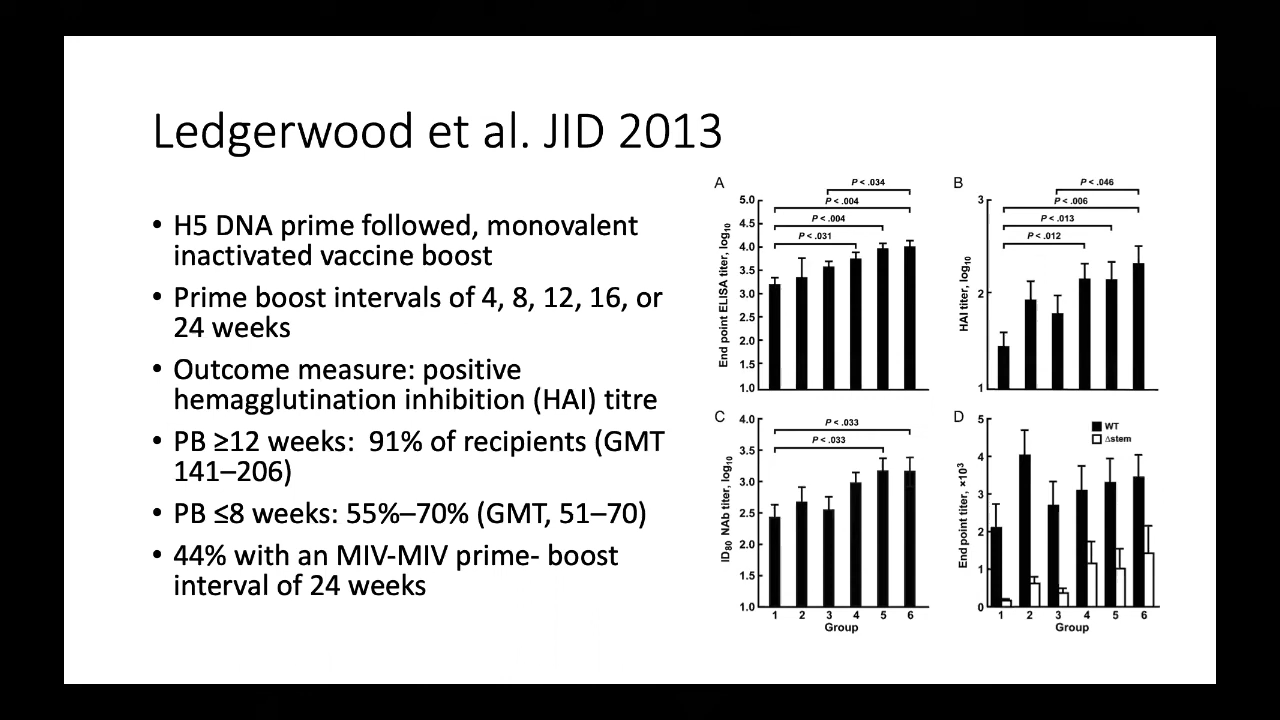 Ledgerwood et al. JID 2013
• H5 DNA prime followed, monovalent
inactivated vaccine boost
• Prime boost intervals of 4, 8, 12, 16, or
24 weeks
• Outcome measure: positive
hemagglutination inhibition (HAI) titre
• PB ≥12 weeks:  91% of recipients (GMT
141–206)
• PB ≤8 weeks: 55%–70% (GMT, 51–70)
• 44% with an MIV-MIV prime- boost
interval of 24 weeks
A
P < .034
P < .004
P < .004
P < .031
End point ELISA titer, log10
5.0
4.5
4.0
3.5
3.0
2.5
2.0
1.5
1.0
B
P < .046
P < .006
P < .013
P < .012
HAI titer, log10
3
2
1
C
P < .033
P < .033
ID80 NAb titer, log10
4.0
3.5
3.0
2.5
2.0
1.5
1.0
1 2 3 4 5 6
Group
D
WT
Δstem
End point titer, ×10³
5
4
3
2
1
0
1 2 3 4 5 6
Group